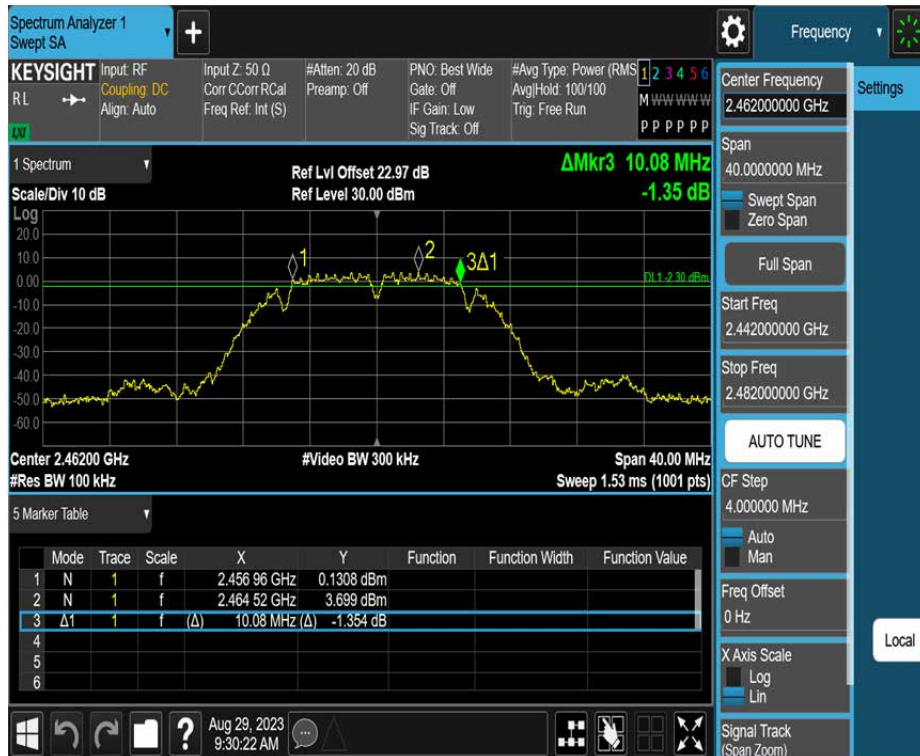 Spectrum Analyzer 1
Swept SA
+
Frequency
KEYSIGHT
RL
LXI
Input: RF
Coupling: DC
Align: Auto
Input Z: 50 Ω
Corr CCorr RCal
Freq Ref: Int (S)
#Atten: 20 dB
Preamp: Off
PNO: Best Wide
Gate: Off
IF Gain: Low
Sig Track: Off
#Avg Type: Power (RMS
Avg|Hold: 100/100
Trig: Free Run
1 2 3 4 5 6
M W W W W W
P P P P P P
1 Spectrum
Scale/Div 10 dB
Ref Lvl Offset 22.97 dB
Ref Level 30.00 dBm
ΔMkr3 10.08 MHz
-1.35 dB
Log
20.0
10.0
0.00
-10.0
-20.0
-30.0
-40.0
-50.0
-60.0
1
2
3Δ1
DL1 -2.30 dBm
Center 2.46200 GHz
#Video BW 300 kHz
Span 40.00 MHz
#Res BW 100 kHz
Sweep 1.53 ms (1001 pts)
5 Marker Table
Mode Trace Scale X Y Function Function Width Function Value
1 N 1 f 2.456 96 GHz 0.1308 dBm
2 N 1 f 2.464 52 GHz 3.699 dBm
3 Δ1 1 f (Δ) 10.08 MHz (Δ) -1.354 dB
4
5
6
?
Aug 29, 2023
9:30:22 AM
Center Frequency
2.462000000 GHz
Span
40.0000000 MHz
Swept Span
Zero Span
Full Span
Start Freq
2.442000000 GHz
Stop Freq
2.482000000 GHz
AUTO TUNE
CF Step
4.000000 MHz
Auto
Man
Freq Offset
0 Hz
X Axis Scale
Log
Lin
Signal Track
(Span Zoom)
Settings
Local